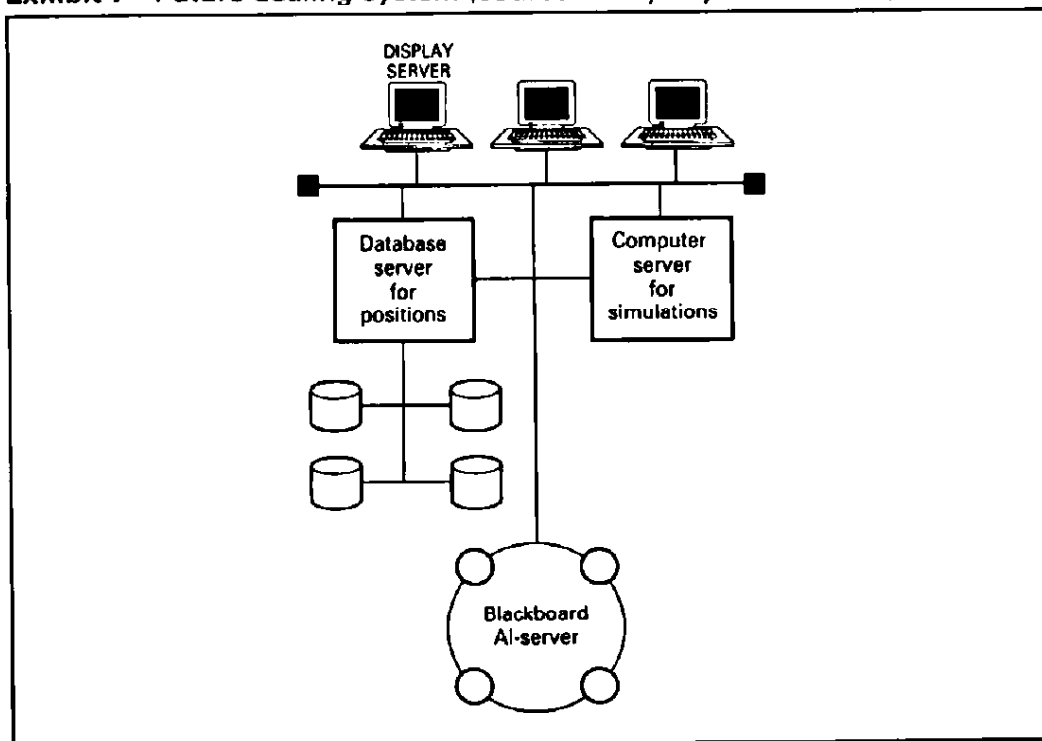 DISPLAY
SERVER
Database
server
for
positions
Computer
server
for
simulations
Blackboard
AI-server